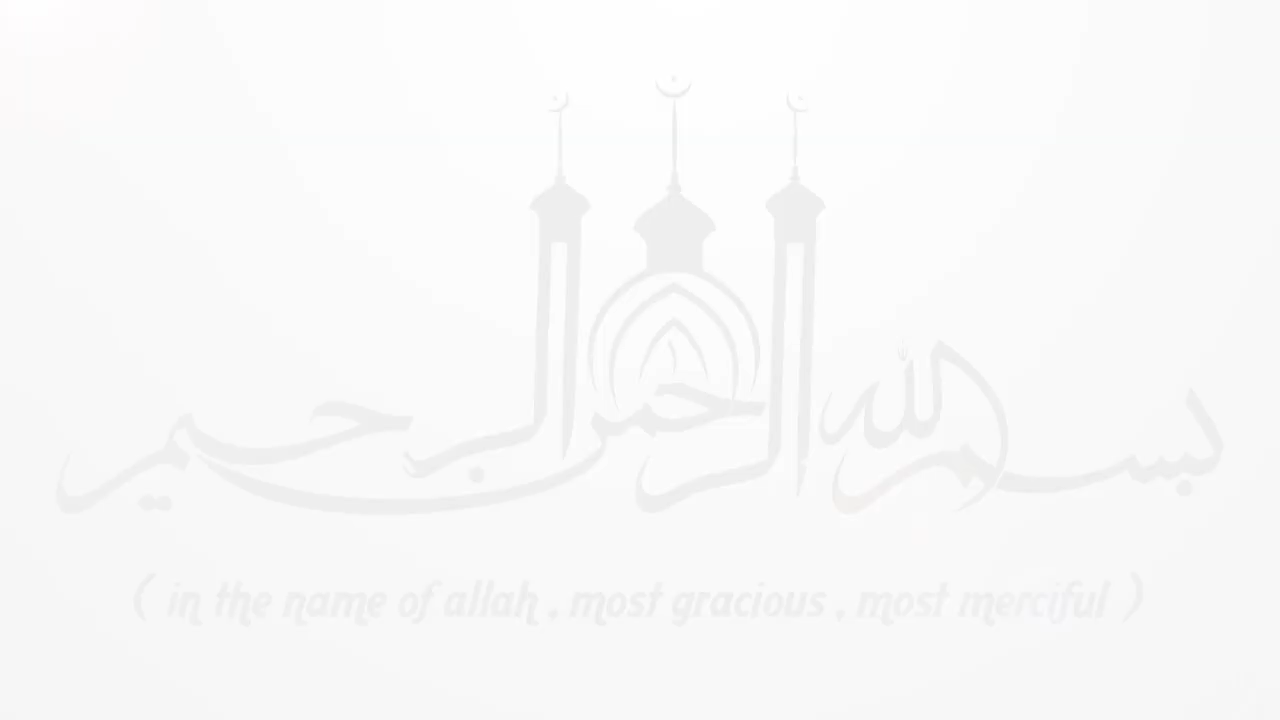 بسم الله الرحمن الرحيم
( in the name of allah , most gracious , most merciful )